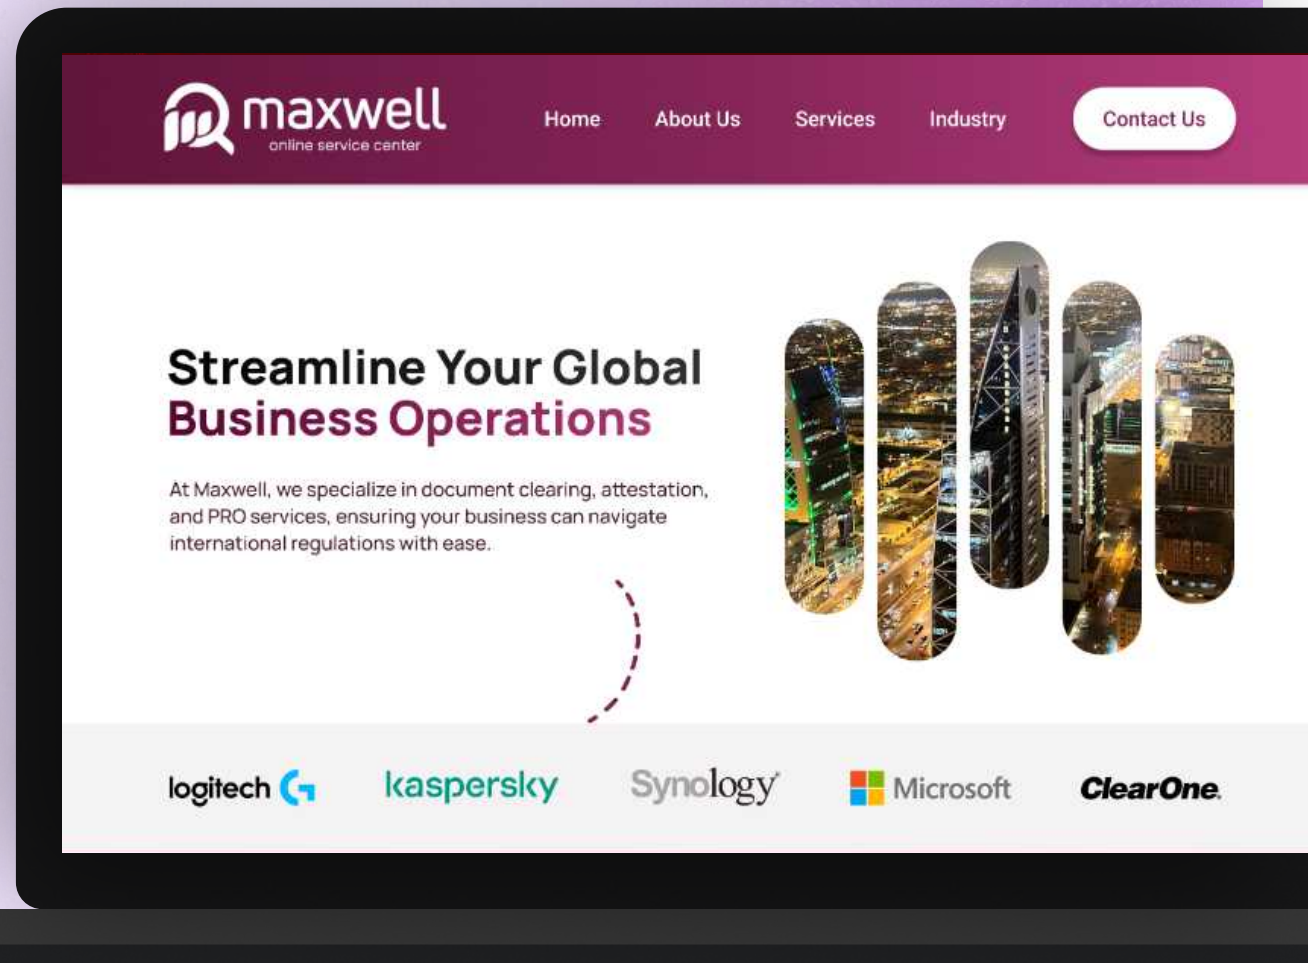 maxwell
online service center
Home
About Us
Services
Industry
Contact Us
Streamline Your Global
Business Operations
At Maxwell, we specialize in document clearing, attestation,
and PRO services, ensuring your business can navigate
international regulations with ease.
logitech G
kaspersky
Synology
Microsoft
ClearOne.